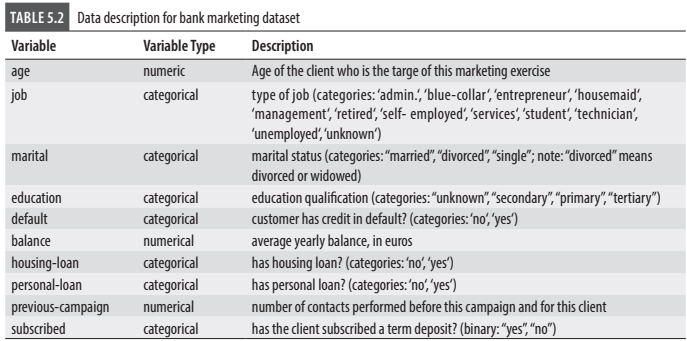 TABLE 5.2 Data description for bank marketing dataset
Variable Variable Type Description
age numeric Age of the client who is the targe of this marketing exercise
job categorical type of job (categories: ‘admin.‘, ‘blue-collar‘, ‘entrepreneur‘, ‘housemaid‘,
‘management‘, ‘retired‘, ‘self- employed‘, ‘services‘, ‘student‘, ‘technician‘,
‘unemployed‘, ‘unknown‘)
marital categorical marital status (categories: “married”, “divorced”, “single”; note: “divorced” means
divorced or widowed)
education categorical education qualification (categories: “unknown”, “secondary”, “primary”, “tertiary”)
default categorical customer has credit in default? (categories: ‘no‘, ‘yes‘)
balance numerical average yearly balance, in euros
housing-loan categorical has housing loan? (categories: ‘no‘, ‘yes‘)
personal-loan categorical has personal loan? (categories: ‘no‘, ‘yes‘)
previous-campaign numerical number of contacts performed before this campaign and for this client
subscribed categorical has the client subscribed a term deposit? (binary: “yes”, “no”)